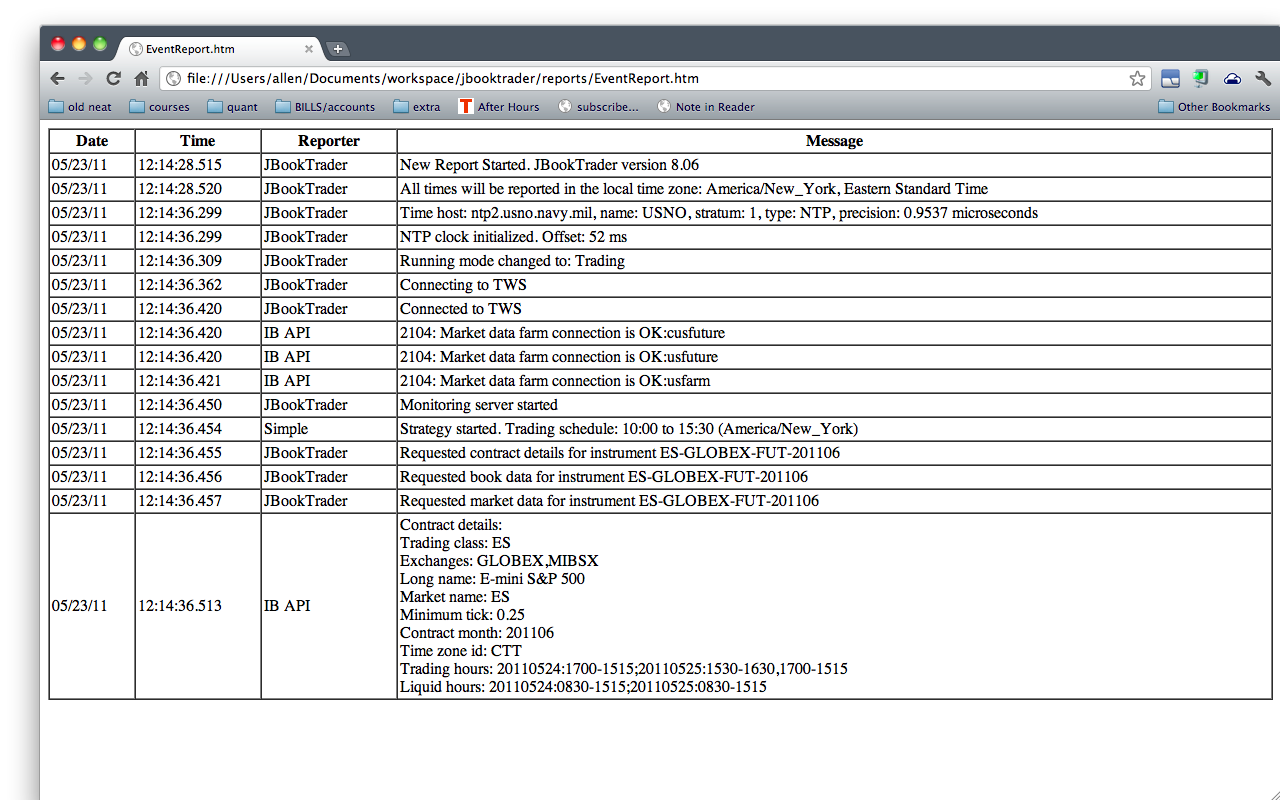 EventReport.htm
file:///Users/allen/Documents/workspace/jbooktrader/reports/EventReport.htm
old neat courses quant BILLS/accounts extra T After Hours subscribe... Note in Reader Other Bookmarks
Date Time Reporter Message
05/23/11 12:14:28.515 JBookTrader New Report Started. JBookTrader version 8.06
05/23/11 12:14:28.520 JBookTrader All times will be reported in the local time zone: America/New_York, Eastern Standard Time
05/23/11 12:14:36.299 JBookTrader Time host: ntp2.usno.navy.mil, name: USNO, stratum: 1, type: NTP, precision: 0.9537 microseconds
05/23/11 12:14:36.299 JBookTrader NTP clock initialized. Offset: 52 ms
05/23/11 12:14:36.309 JBookTrader Running mode changed to: Trading
05/23/11 12:14:36.362 JBookTrader Connecting to TWS
05/23/11 12:14:36.420 JBookTrader Connected to TWS
05/23/11 12:14:36.420 IB API 2104: Market data farm connection is OK:cusfuture
05/23/11 12:14:36.420 IB API 2104: Market data farm connection is OK:usfuture
05/23/11 12:14:36.421 IB API 2104: Market data farm connection is OK:usfarm
05/23/11 12:14:36.450 JBookTrader Monitoring server started
05/23/11 12:14:36.454 Simple Strategy started. Trading schedule: 10:00 to 15:30 (America/New_York)
05/23/11 12:14:36.455 JBookTrader Requested contract details for instrument ES-GLOBEX-FUT-201106
05/23/11 12:14:36.456 JBookTrader Requested book data for instrument ES-GLOBEX-FUT-201106
05/23/11 12:14:36.457 JBookTrader Requested market data for instrument ES-GLOBEX-FUT-201106
05/23/11 12:14:36.513 IB API Contract details:
Trading class: ES
Exchanges: GLOBEX,MIBSX
Long name: E-mini S&P 500
Market name: ES
Minimum tick: 0.25
Contract month: 201106
Time zone id: CTT
Trading hours: 20110524:1700-1515;20110525:1530-1630,1700-1515
Liquid hours: 20110524:0830-1515;20110525:0830-1515